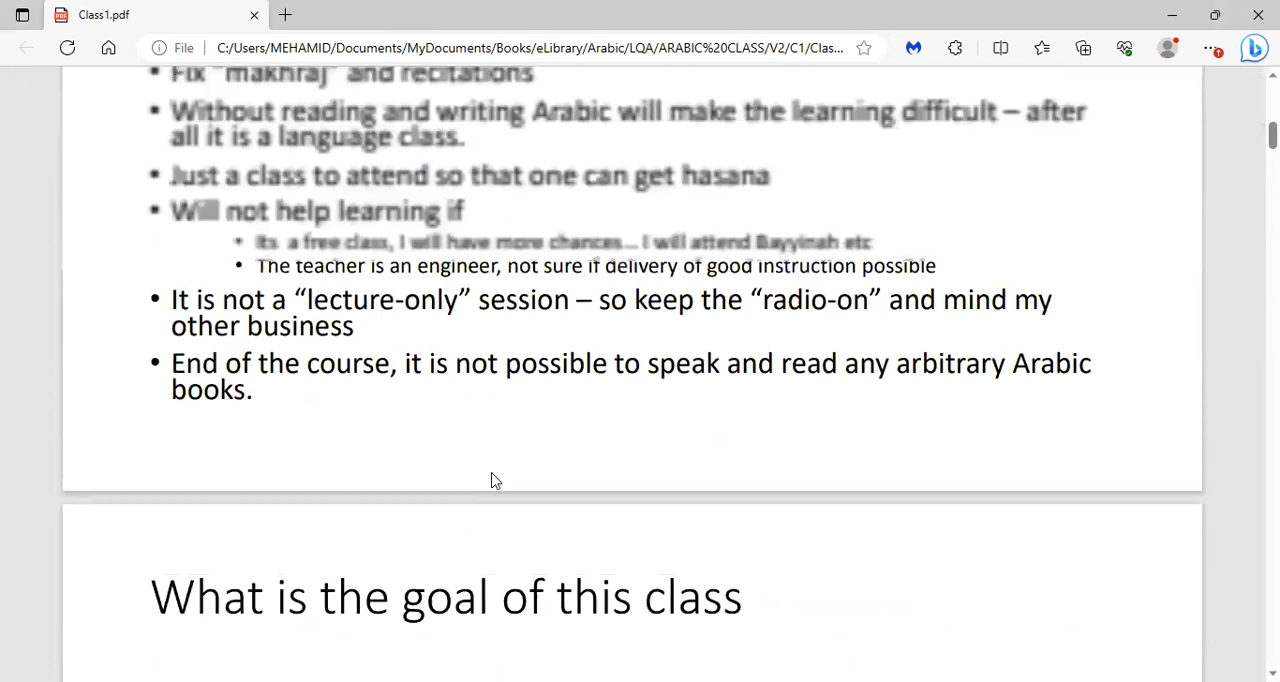 Class1.pdf
File
C:/Users/MEHAMID/Documents/MyDocuments/Books/eLibrary/Arabic/LQA/ARABIC%20CLASS/V2/C1/Clas...
• Fix "makhraj" and recitations
• Without reading and writing Arabic will make the learning difficult – after
all it is a language class.
• Just a class to attend so that one can get hasana
• Will not help learning if
• Its a free class, I will have more chances... I will attend Bayyinah etc
• The teacher is an engineer, not sure if delivery of good instruction possible
• It is not a “lecture-only” session – so keep the “radio-on” and mind my
other business
• End of the course, it is not possible to speak and read any arbitrary Arabic
books.
What is the goal of this class